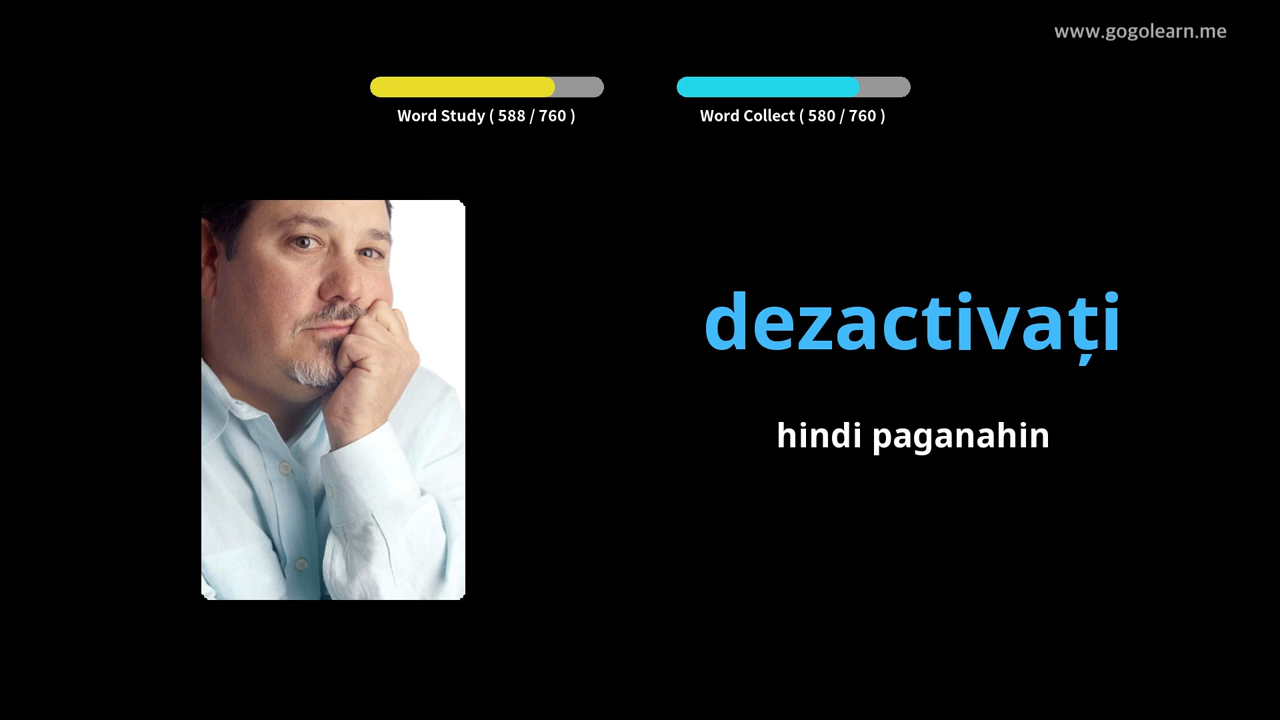 www.gogolearn.me
Word Study ( 588 / 760 )
Word Collect ( 580 / 760 )
dezactivați
hindi paganahin